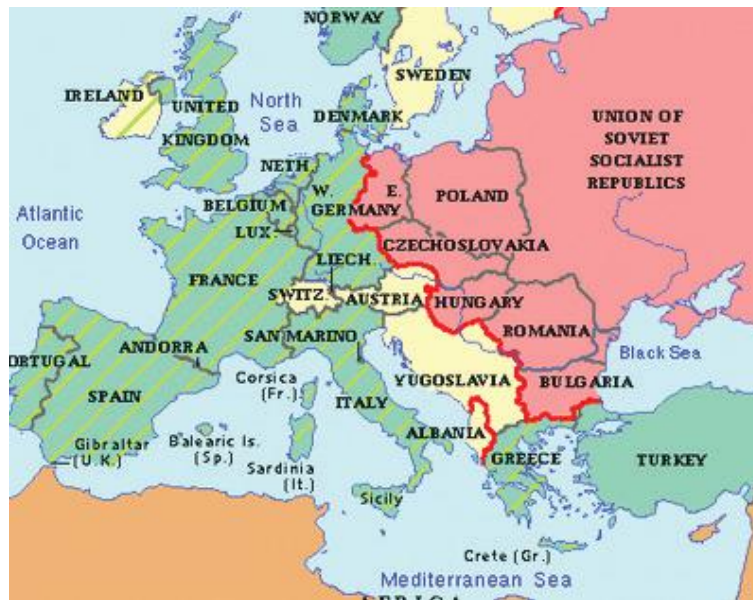 NORWAY
SWEDEN
IRELAND
UNITED
KINGDOM
North
Sea
DENMARK
UNION OF
SOVIET
SOCIALIST
REPUBLICS
NETH.
W.
GERMANY
E.
POLAND
BELGIUM
LUX.
Atlantic
Ocean
CZECHOSLOVAKIA
LIECH.
FRANCE
SWITZ.
AUSTRIA
HUNGARY
ROMANIA
SAN MARINO
ANDORRA
Black Sea
ORTUGAL
SPAIN
Corsica
(Fr.)
YUGOSLAVIA
BULGARIA
ITALY
Gibraltar
(U.K.)
Balearic Is.
(Sp.)
Sardinia
(It.)
ALBANIA
GREECE
TURKEY
Sicily
Crete (Gr.)
Mediterranean Sea
AFRICA